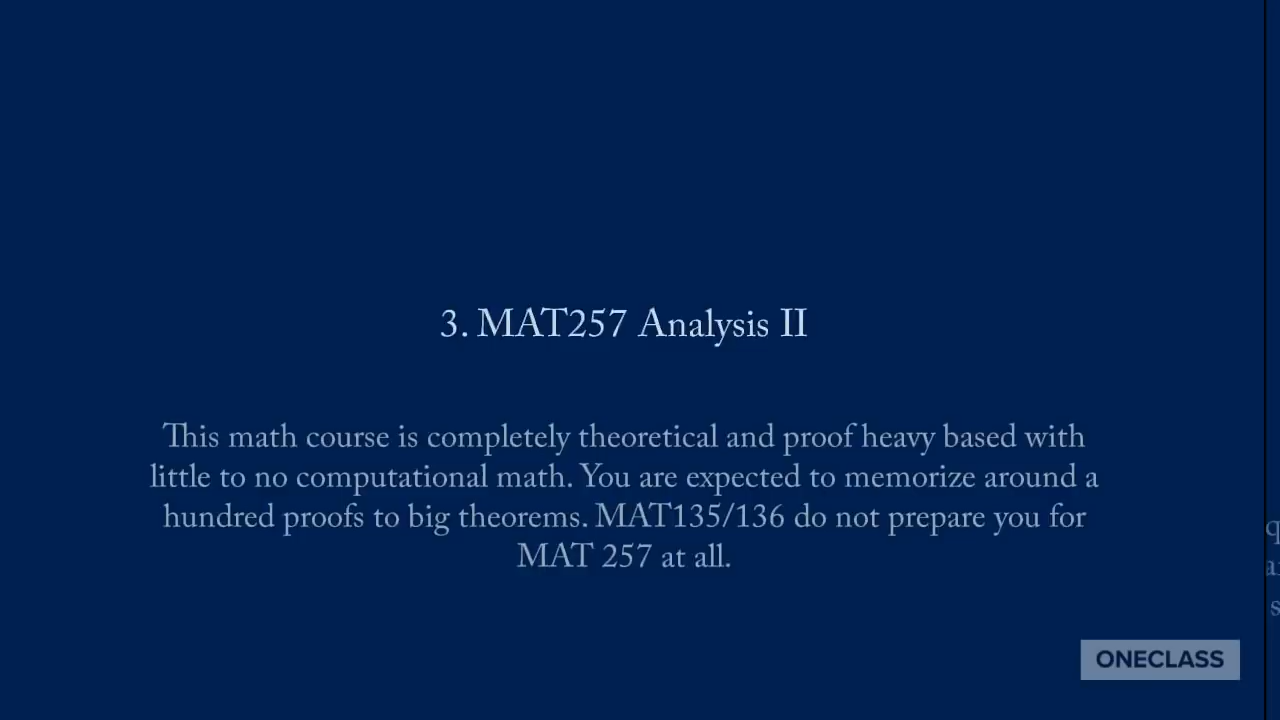 3. MAT257 Analysis II
This math course is completely theoretical and proof heavy based with
little to no computational math. You are expected to memorize around a
hundred proofs to big theorems. MAT135/136 do not prepare you for
MAT 257 at all.
ONECLASS